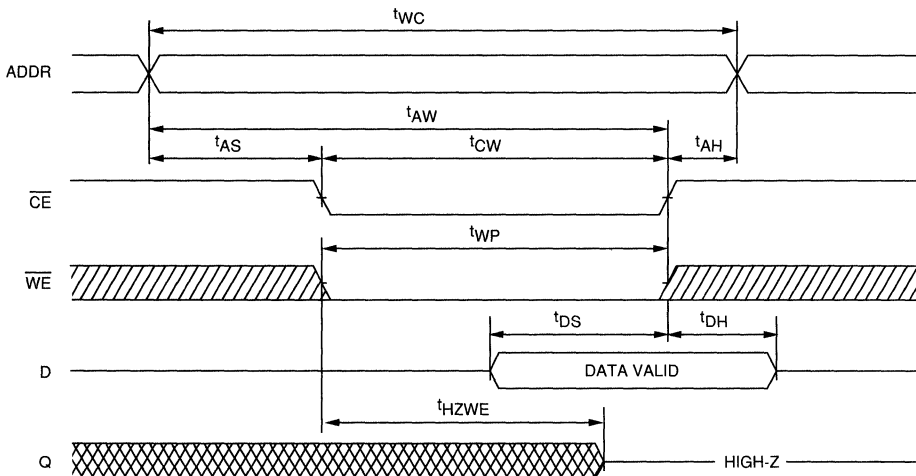 tWC
ADDR
tAW
tAS tCW tAH
CE
tWP
WE
tDS tDH
D DATA VALID
tHZWE
Q HIGH-Z